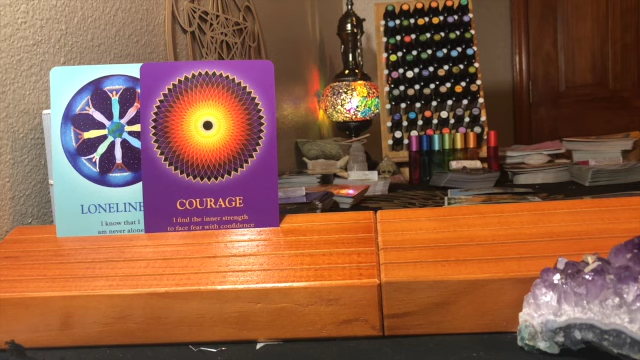 LONELINE
I know that I
am never alone
COURAGE
I find the inner strength
to face fear with confidence